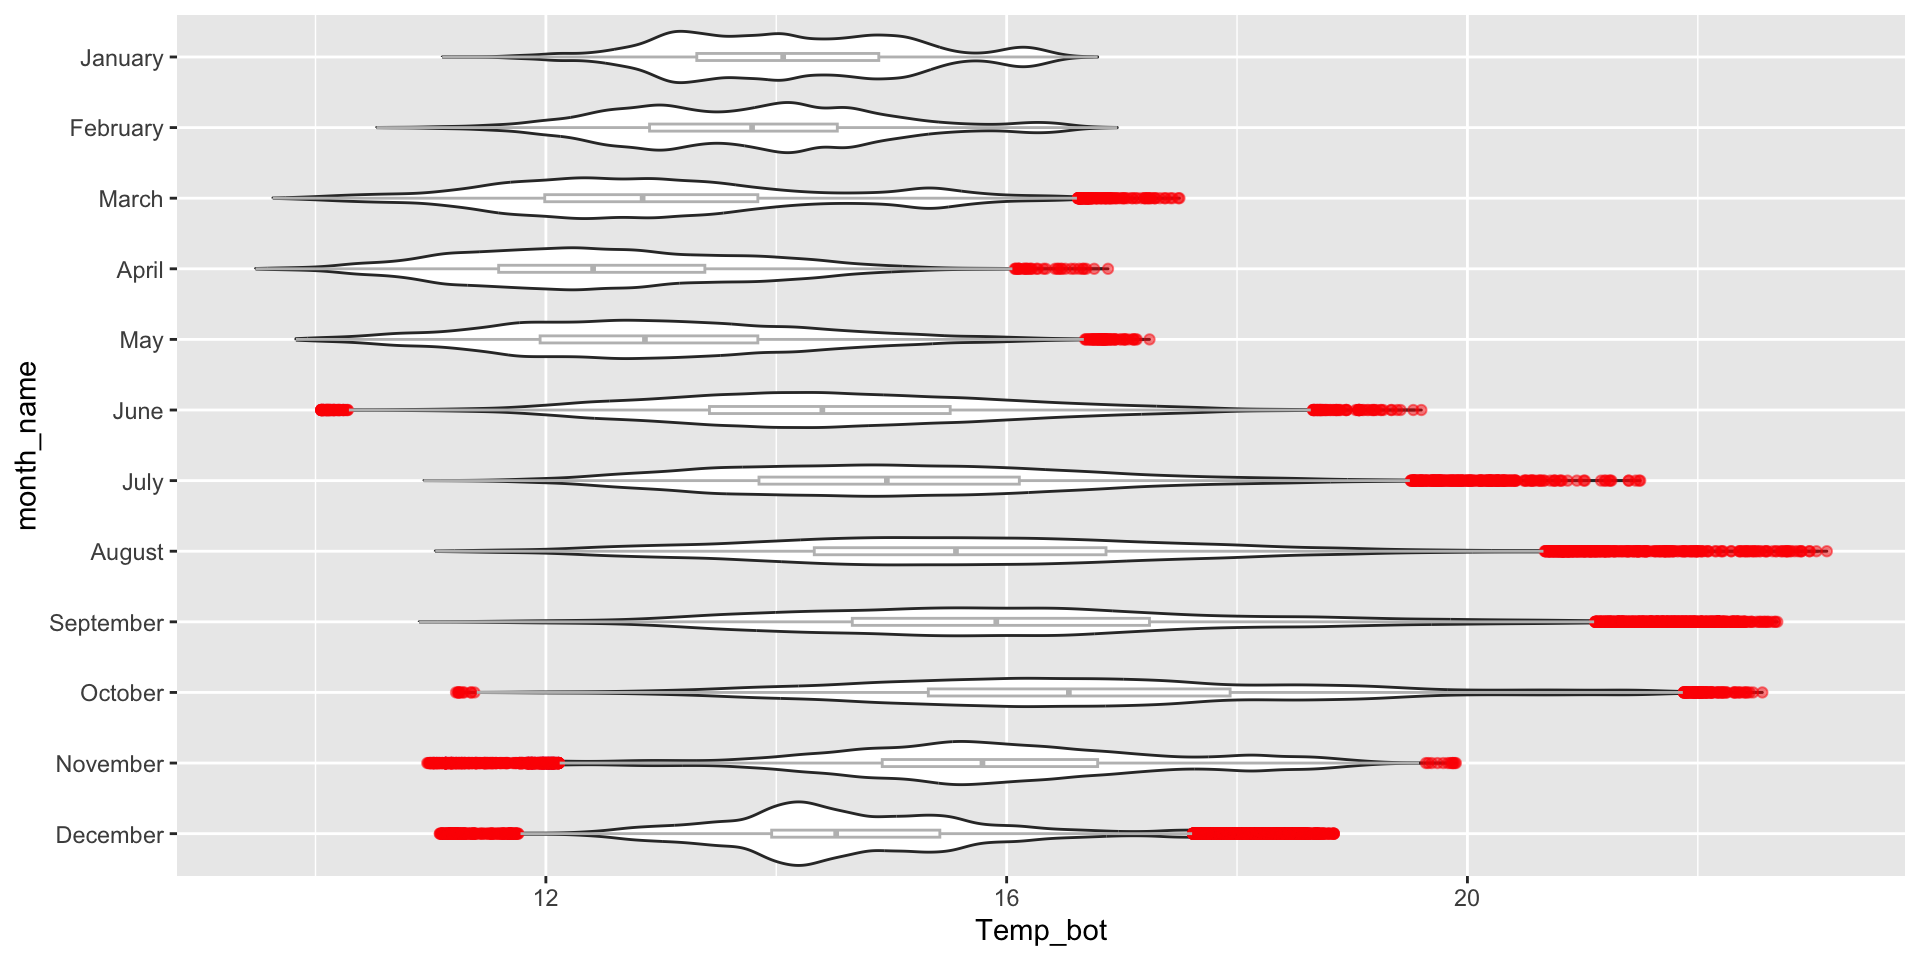 month_name
January
February
March
April
May
June
July
August
September
October
November
December
12 16 20
Temp_bot